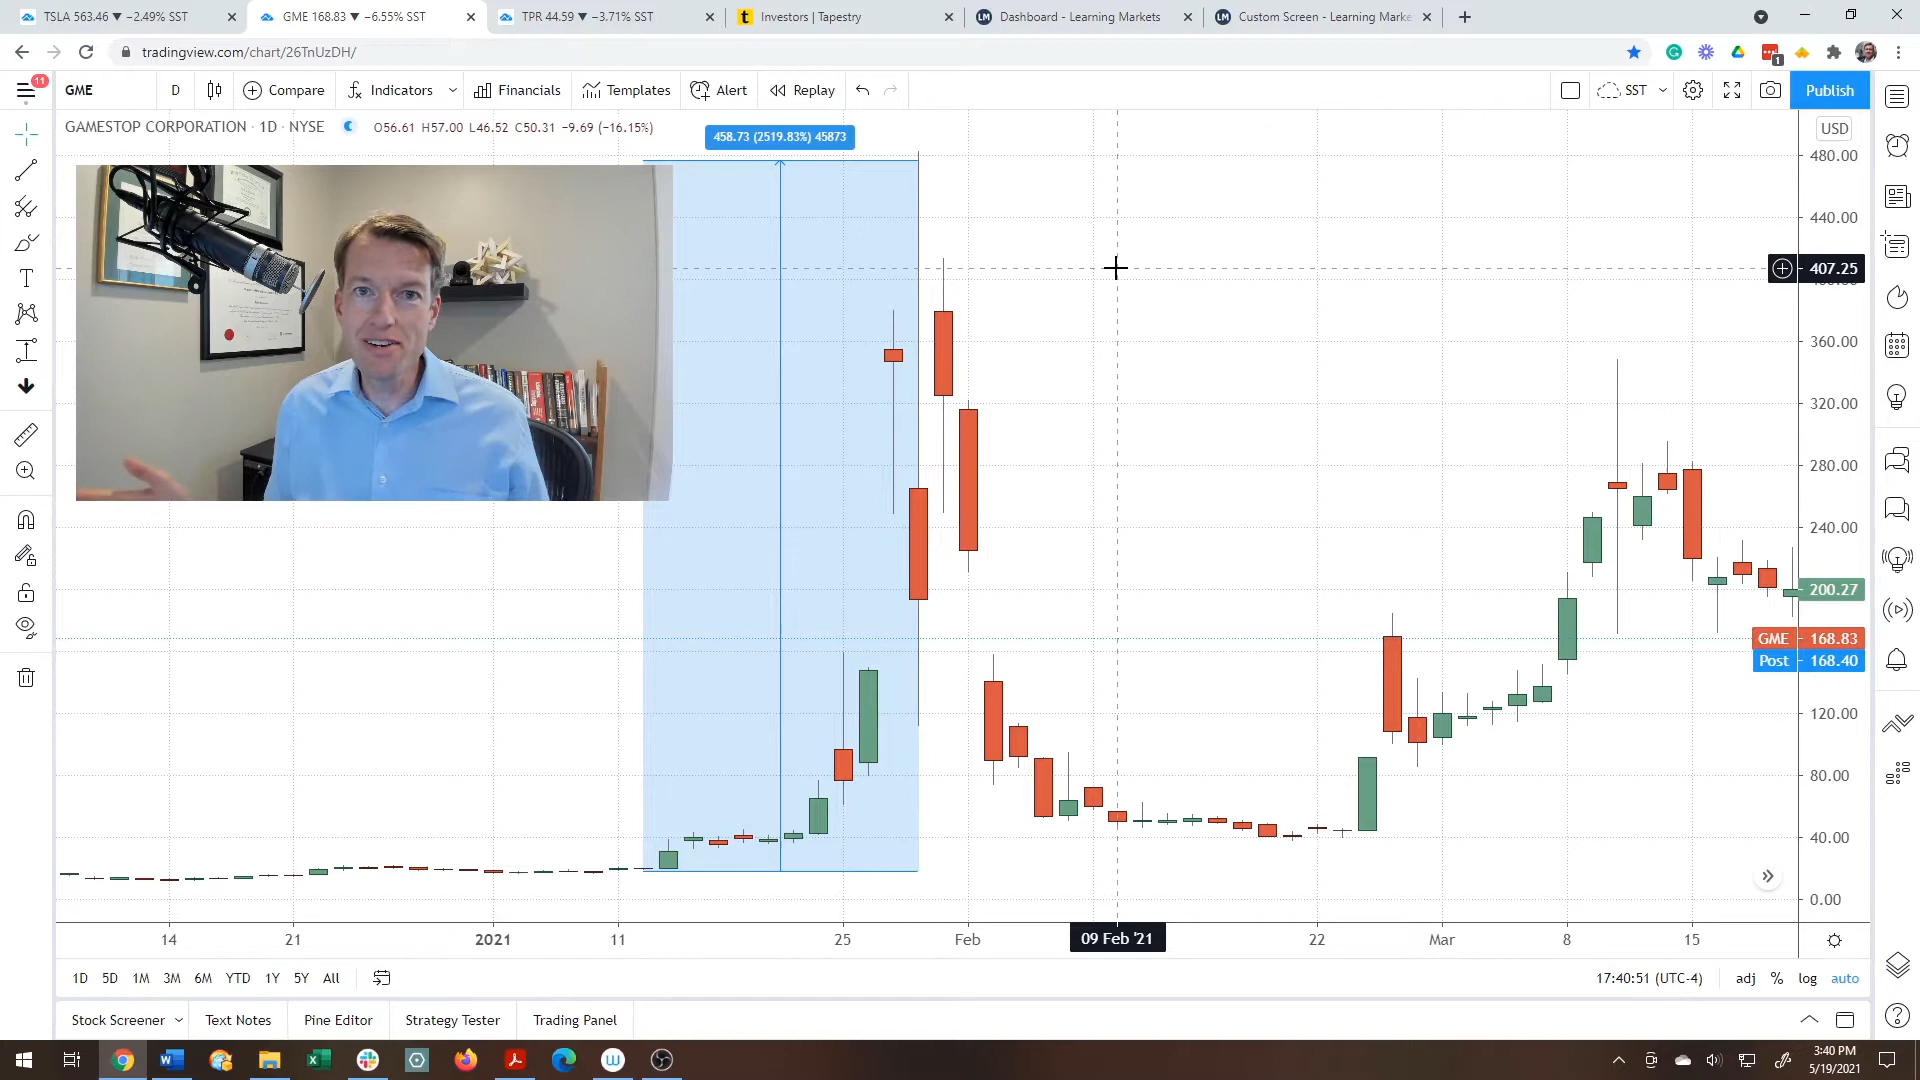 TSLA 563.46 ▼ −2.49% SST
GME 168.83 ▼ −6.55% SST
TPR 44.59 ▼ −3.71% SST
Investors | Tapestry
Dashboard - Learning Markets
Custom Screen - Learning Marke
tradingview.com/chart/26TnUzDH/
1
11
GME
D
Compare
Indicators
Financials
Templates
Alert
Replay
SST
Publish
GAMESTOP CORPORATION · 1D · NYSE
O56.61 H57.00 L46.52 C50.31 −9.69 (−16.15%)
458.73 (2519.83%) 45873
USD
480.00
440.00
407.25
360.00
320.00
280.00
240.00
200.27
GME 168.83
Post 168.40
120.00
80.00
40.00
0.00
14
21
2021
11
25
Feb
09 Feb '21
22
Mar
8
15
1D
5D
1M
3M
6M
YTD
1Y
5Y
All
17:40:51 (UTC-4)
adj
%
log
auto
Stock Screener
Text Notes
Pine Editor
Strategy Tester
Trading Panel
3:40 PM
5/19/2021